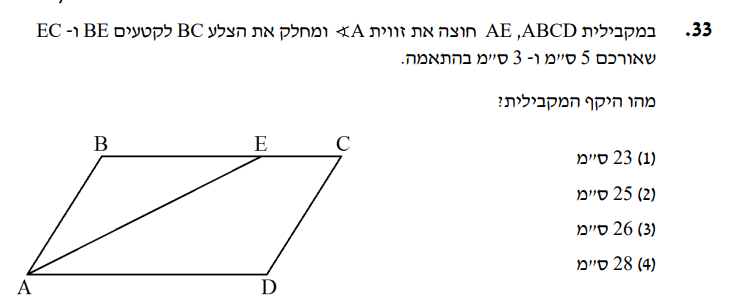 33. במקבילית ABCD, AE חוצה את זווית A∢ ומחלק את הצלע BC לקטעים BE ו- EC
שאורכם 5 ס״מ ו- 3 ס״מ בהתאמה.
מהו היקף המקבילית?
B E C
(1) 23 ס״מ
(2) 25 ס״מ
(3) 26 ס״מ
(4) 28 ס״מ
A D